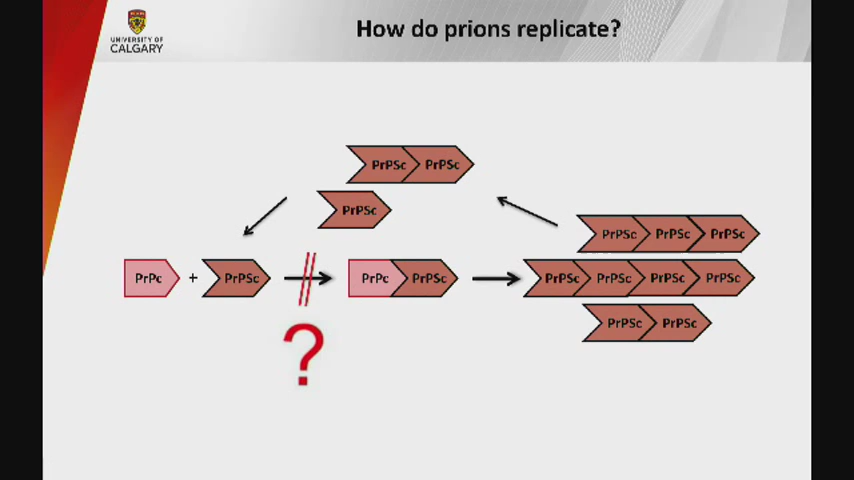 UNIVERSITY OF
CALGARY
How do prions replicate?
PrPSc PrPSc
PrPSc
PrPSc PrPSc PrPSc
PrPc + PrPSc PrPc PrPSc PrPSc PrPSc PrPSc PrPSc
PrPSc PrPSc
?